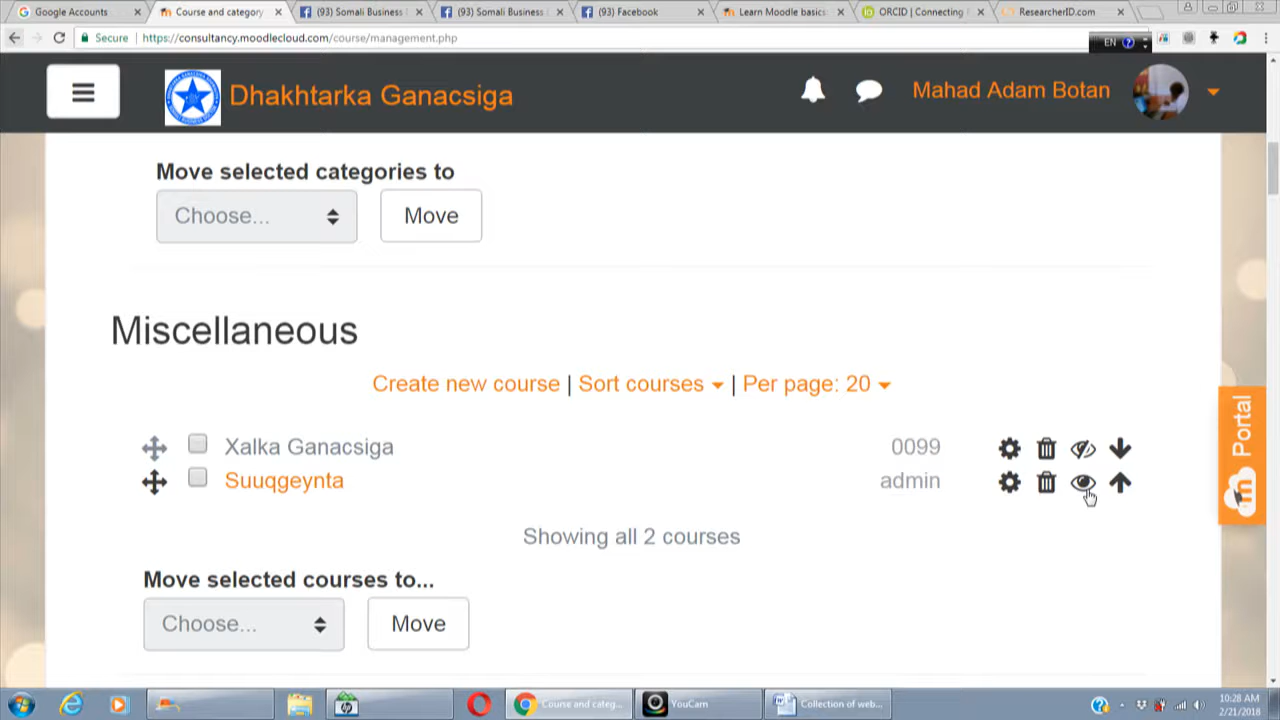 Google Accounts
Course and category
(93) Somali Business
(93) Somali Business
(93) Facebook
Learn Moodle basics:
ORCID | Connecting
ResearcherID.com
Secure
https://consultancy.moodlecloud.com/course/management.php
EN
Dhakhtarka Ganacsiga
Mahad Adam Botan
Move selected categories to
Choose...
Move
Miscellaneous
Create new course | Sort courses | Per page: 20
Xalka Ganacsiga
0099
Suuqgeynta
admin
Showing all 2 courses
Portal
Move selected courses to...
Choose...
Move
Course and categ...
YouCam
Collection of web...
10:28 AM
2/21/2018